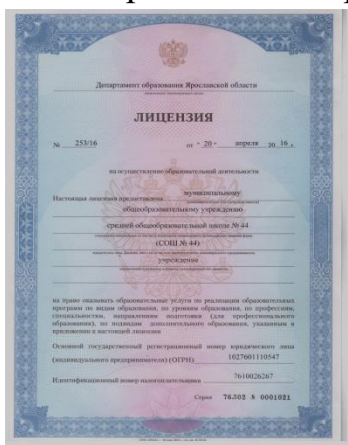 Департамент образования Ярославской области
ЛИЦЕНЗИЯ
№ 253/16 от " 20 " апреля 20 16 г.
на осуществление образовательной деятельности
Настоящая лицензия предоставлена муниципальному
общеобразовательному учреждению
средней общеобразовательной школе № 44
(СОШ № 44)
учреждение
на право оказывать образовательные услуги по реализации образовательных
программ по видам образования, по уровням образования, по профессиям,
специальностям, направлениям подготовки (для профессионального
образования), по подвидам дополнительного образования, указанным в
приложении к настоящей лицензии
Основной государственный регистрационный номер юридического лица
(индивидуального предпринимателя) (ОГРН) 1027601110547
Идентификационный номер налогоплательщика 7610026267
Серия 76Л02 № 0001021